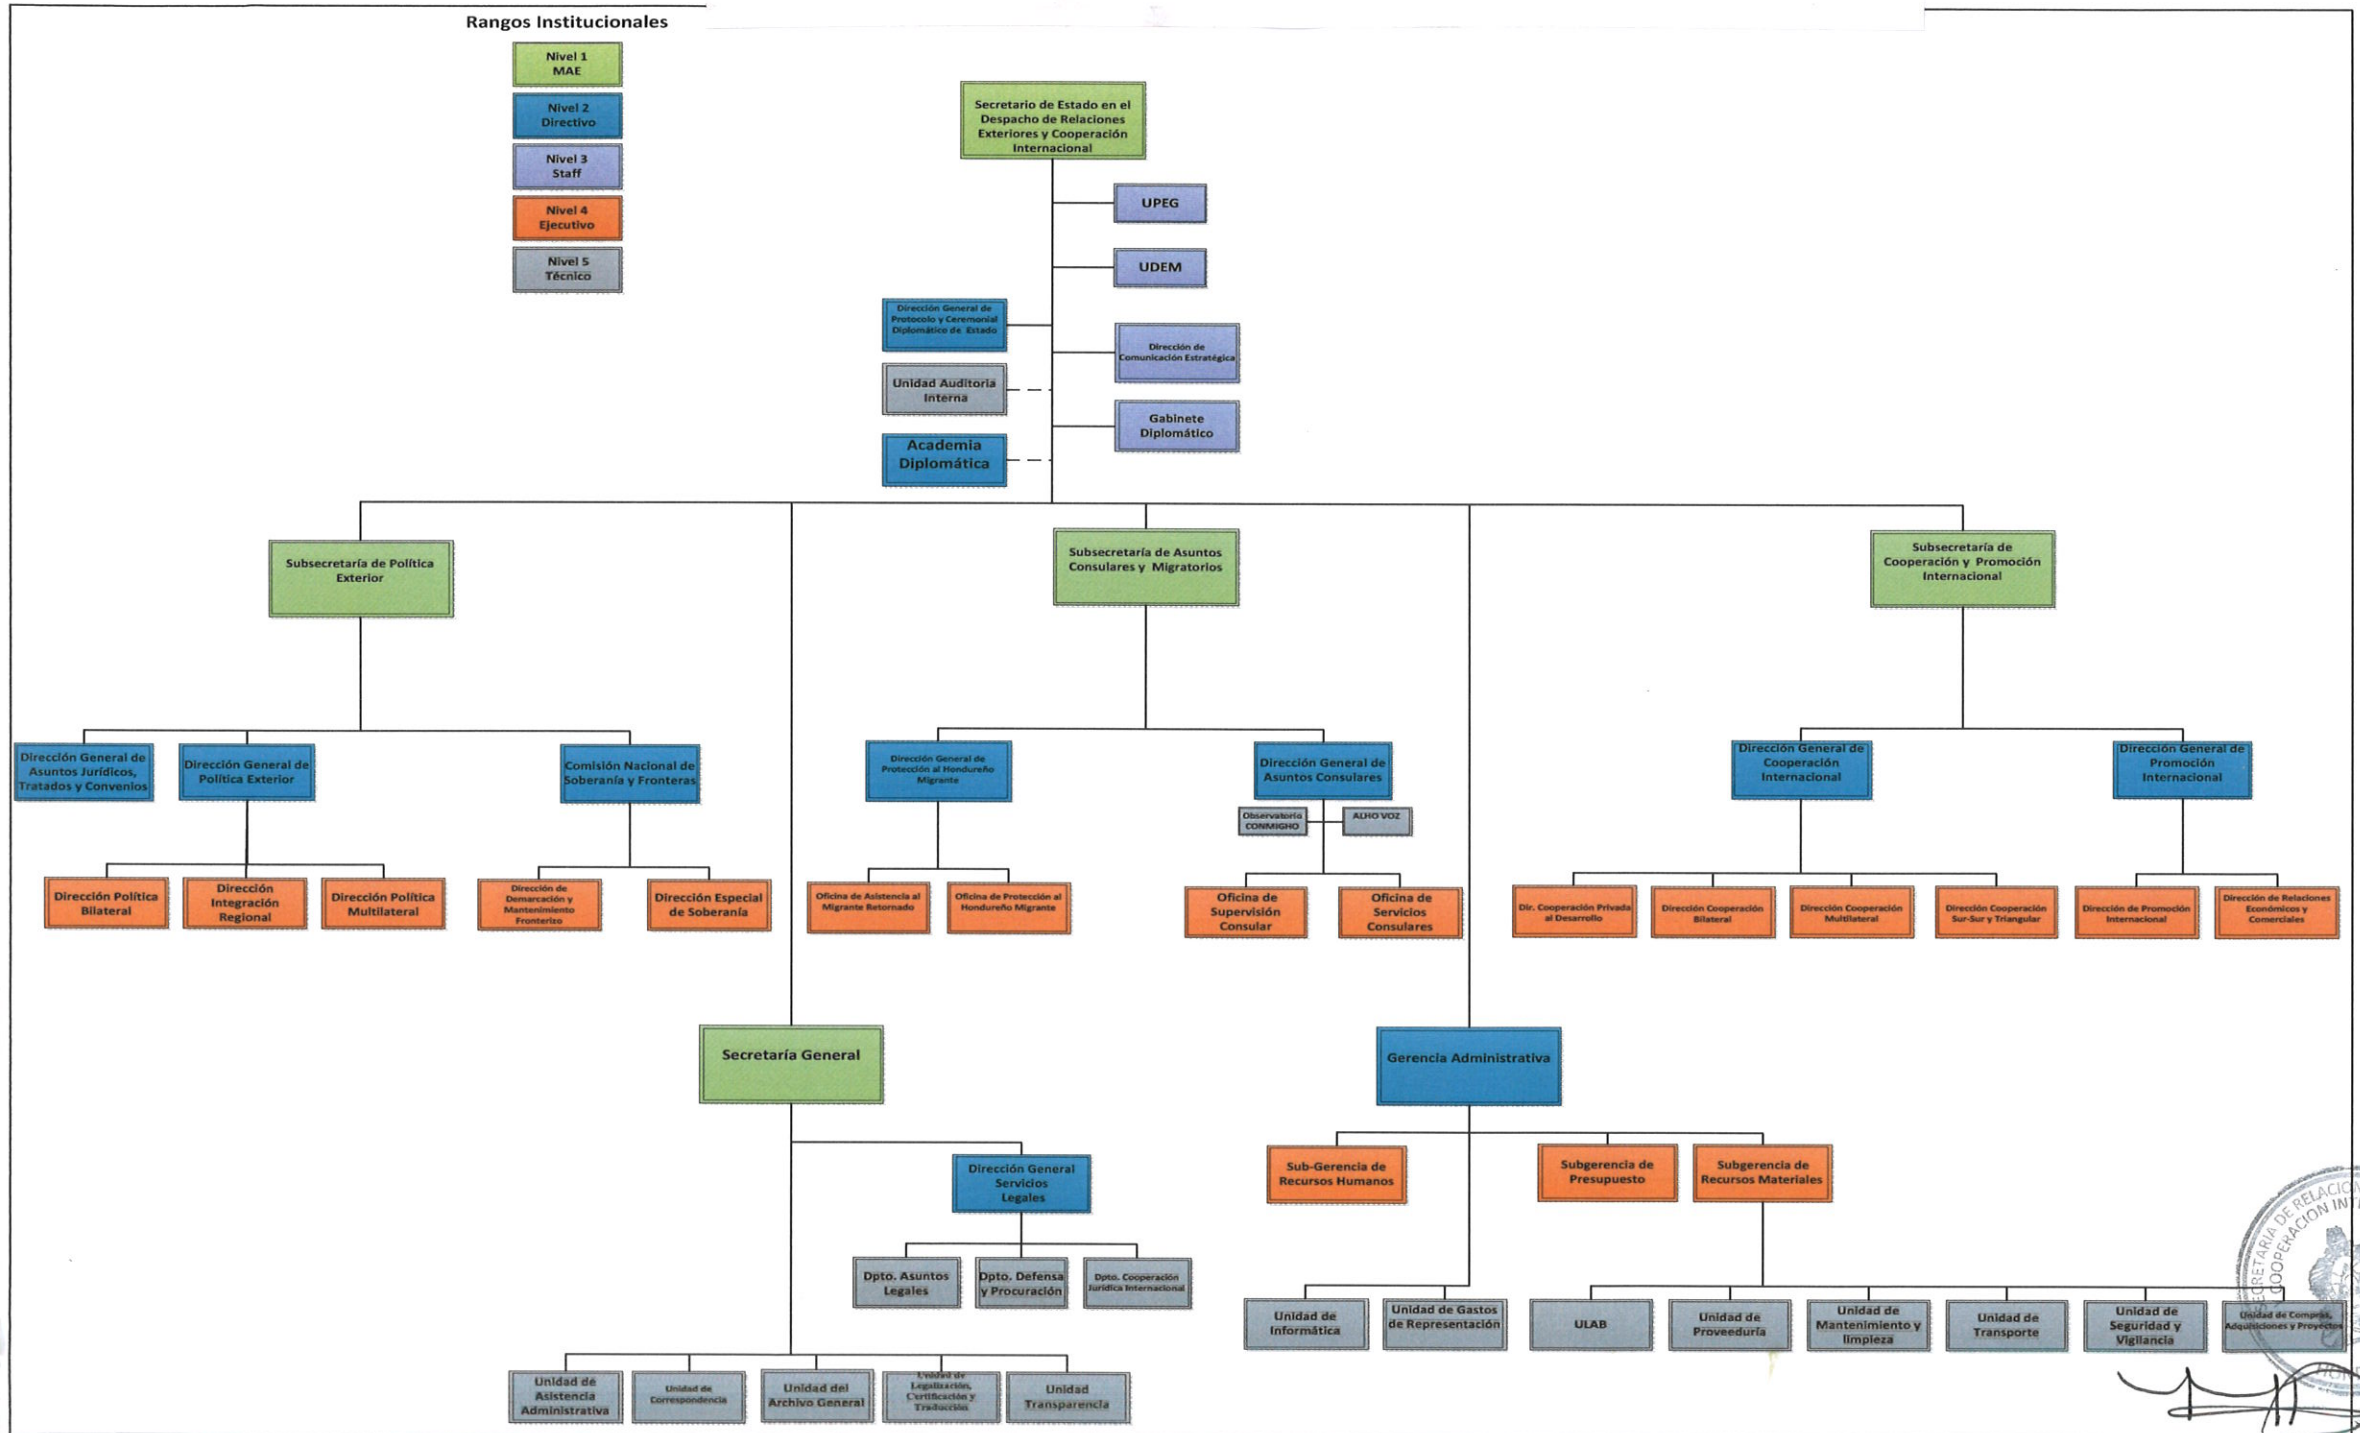 Rangos Institucionales
Nivel 1
MAE
Nivel 2
Directivo
Nivel 3
Staff
Nivel 4
Ejecutivo
Nivel 5
Técnico
Secretario de Estado en el
Despacho de Relaciones
Exteriores y Cooperación
Internacional
UPEG
UDEM
Dirección General de
Protocolo y Ceremonial
Diplomático de Estado
Dirección de
Comunicación Estratégica
Unidad Auditoria
Interna
Gabinete
Diplomático
Academia
Diplomática
Subsecretaría de Política
Exterior
Subsecretaría de Asuntos
Consulares y Migratorios
Subsecretaría de
Cooperación y Promoción
Internacional
Dirección General de
Asuntos Jurídicos,
Tratados y Convenios
Dirección General de
Política Exterior
Comisión Nacional de
Soberanía y Fronteras
Dirección General de
Protección al Hondureño
Migrante
Dirección General de
Asuntos Consulares
Dirección General de
Cooperación
Internacional
Dirección General de
Promoción
Internacional
Observatorio
CONMIGHO
ALHO VOZ
Dirección Política
Bilateral
Dirección
Integración
Regional
Dirección Política
Multilateral
Dirección de
Demarcación y
Mantenimiento
Fronterizo
Dirección Especial
de Soberanía
Oficina de Asistencia al
Migrante Retornado
Oficina de Protección al
Hondureño Migrante
Oficina de
Supervisión
Consular
Oficina de
Servicios
Consulares
Dir. Cooperación Privada
al Desarrollo
Dirección Cooperación
Bilateral
Dirección Cooperación
Multilateral
Dirección Cooperación
Sur-Sur y Triangular
Dirección de Promoción
Internacional
Dirección de Relaciones
Económicos y
Comerciales
Secretaría General
Gerencia Administrativa
Dirección General
Servicios
Legales
Sub-Gerencia de
Recursos Humanos
Subgerencia de
Presupuesto
Subgerencia de
Recursos Materiales
Dpto. Asuntos
Legales
Dpto. Defensa
y Procuración
Dpto. Cooperación
Jurídica Internacional
Unidad de
Informática
Unidad de Gastos
de Representación
ULAB
Unidad de
Proveeduría
Unidad de
Mantenimiento y
limpieza
Unidad de
Transporte
Unidad de
Seguridad y
Vigilancia
Unidad de Compras,
Adquisiciones y Proyectos
Unidad de
Asistencia
Administrativa
Unidad de
Correspondencia
Unidad del
Archivo General
Unidad de
Legalización,
Certificación y
Traducción
Unidad
Transparencia
SECRETARIA DE RELACION
COOPERACION INTE